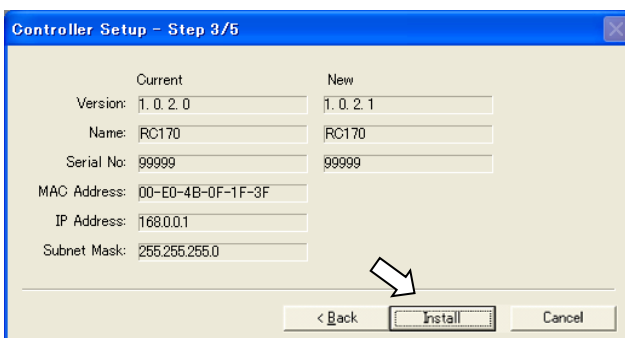 Controller Setup - Step 3/5
Current New
Version: 1. 0. 2. 0 1. 0. 2. 1
Name: RC170 RC170
Serial No: 99999 99999
MAC Address: 00-E0-4B-0F-1F-3F
IP Address: 168.0.0.1
Subnet Mask: 255.255.255.0
< Back Install Cancel